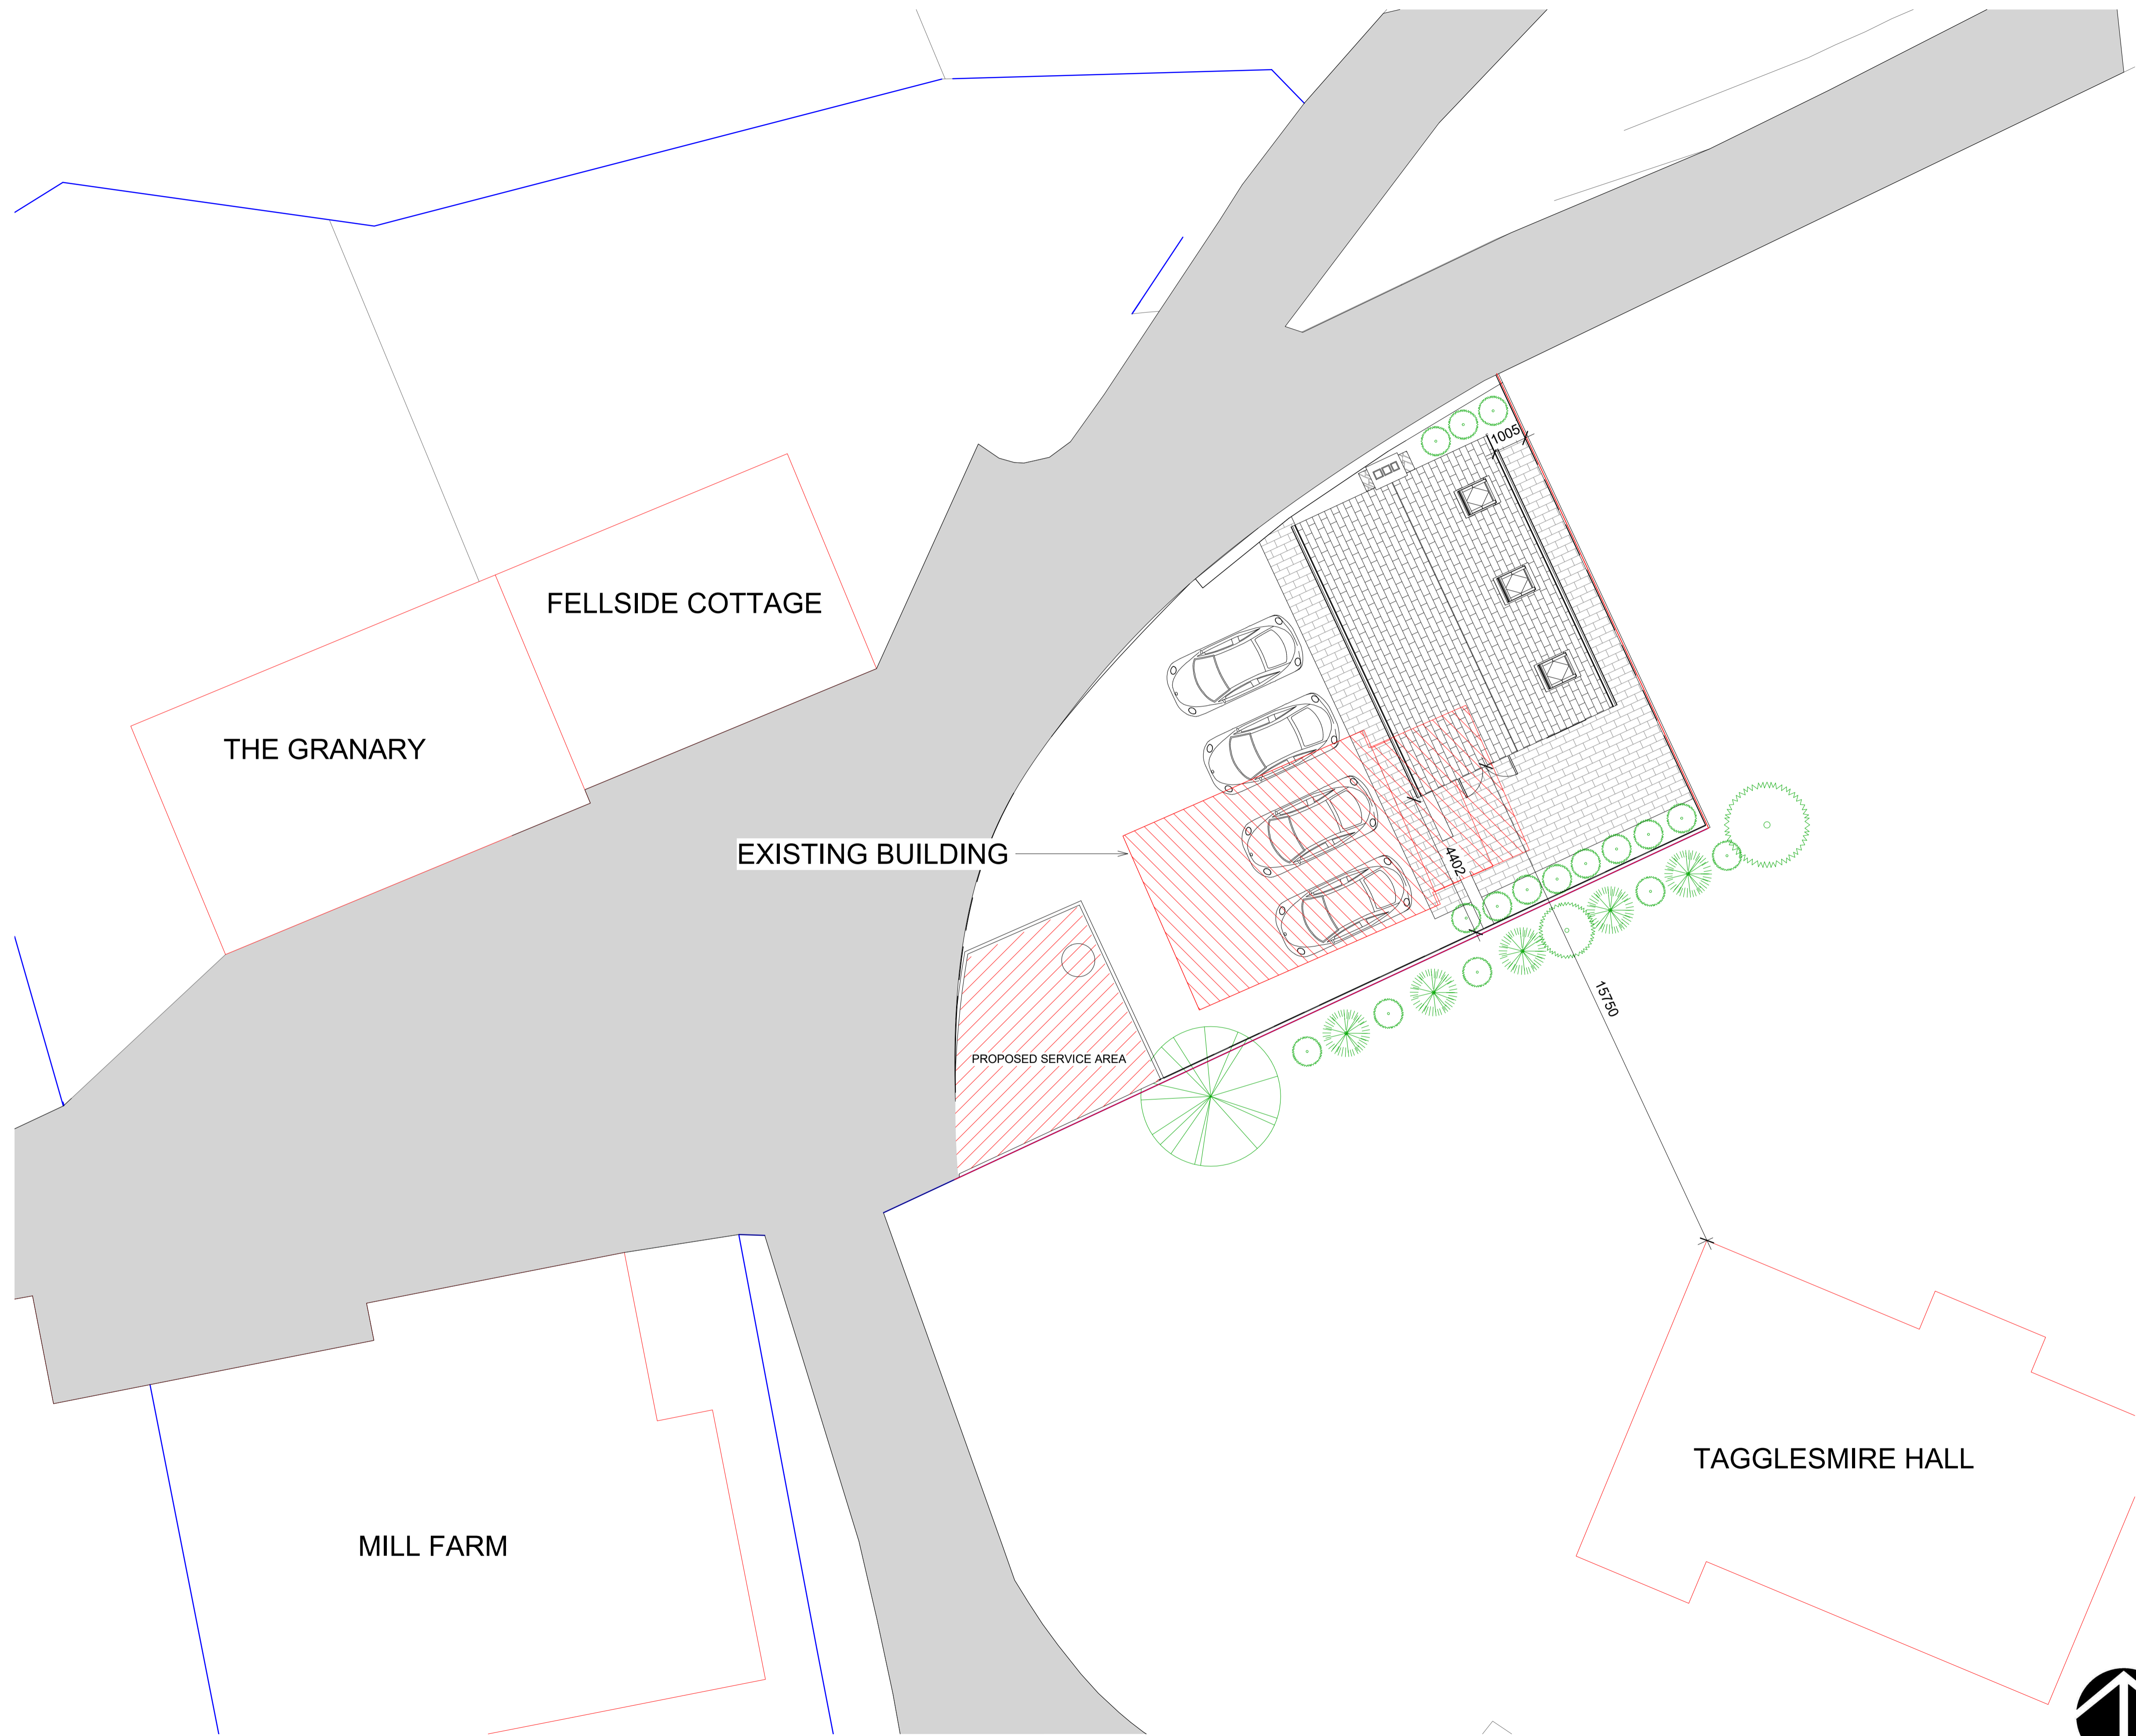 1005
FELLSIDE COTTAGE
THE GRANARY
EXISTING BUILDING
4402
15750
PROPOSED SERVICE AREA
TAGGLESMIRE HALL
MILL FARM